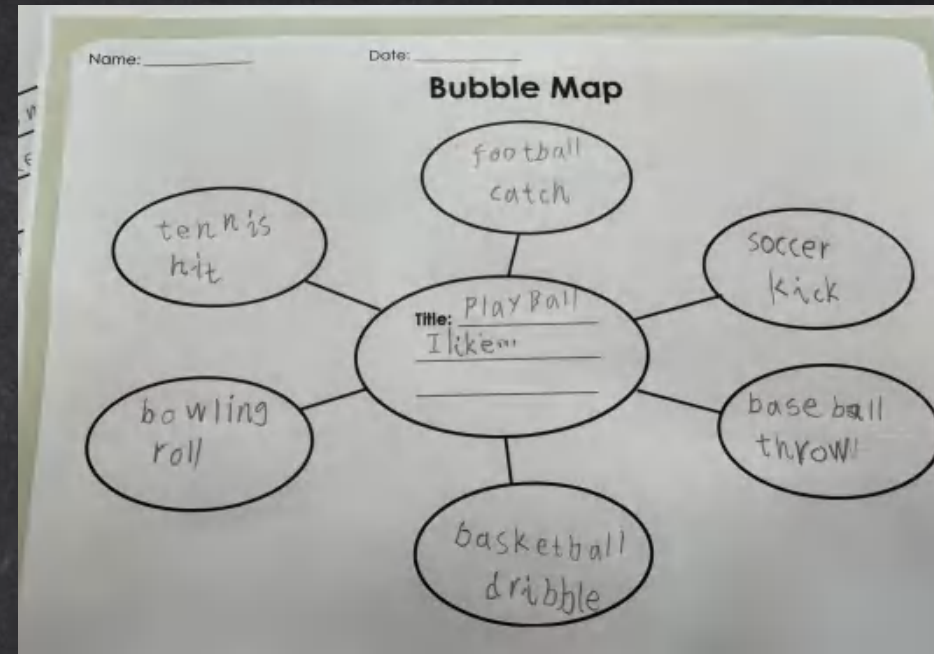 Name:
Date:
Bubble Map
football
catch
tennis
hit
soccer
kick
Title: Play Ball
I like...
bowling
roll
baseball
throw
basketball
dribble